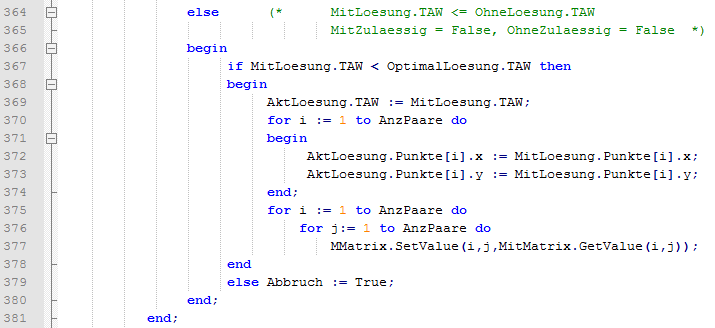 364 else (* MitLoesung.TAW <= OhneLoesung.TAW
365 MitZulaessig = False, OhneZulaessig = False *)
366 begin
367 if MitLoesung.TAW < OptimalLoesung.TAW then
368 begin
369 AktLoesung.TAW := MitLoesung.TAW;
370 for i := 1 to AnzPaare do
371 begin
372 AktLoesung.Punkte[i].x := MitLoesung.Punkte[i].x;
373 AktLoesung.Punkte[i].y := MitLoesung.Punkte[i].y;
374 end;
375 for i := 1 to AnzPaare do
376 for j:= 1 to AnzPaare do
377 MMatrix.SetValue(i,j,MitMatrix.GetValue(i,j));
378 end
379 else Abbruch := True;
380 end;
381 end;